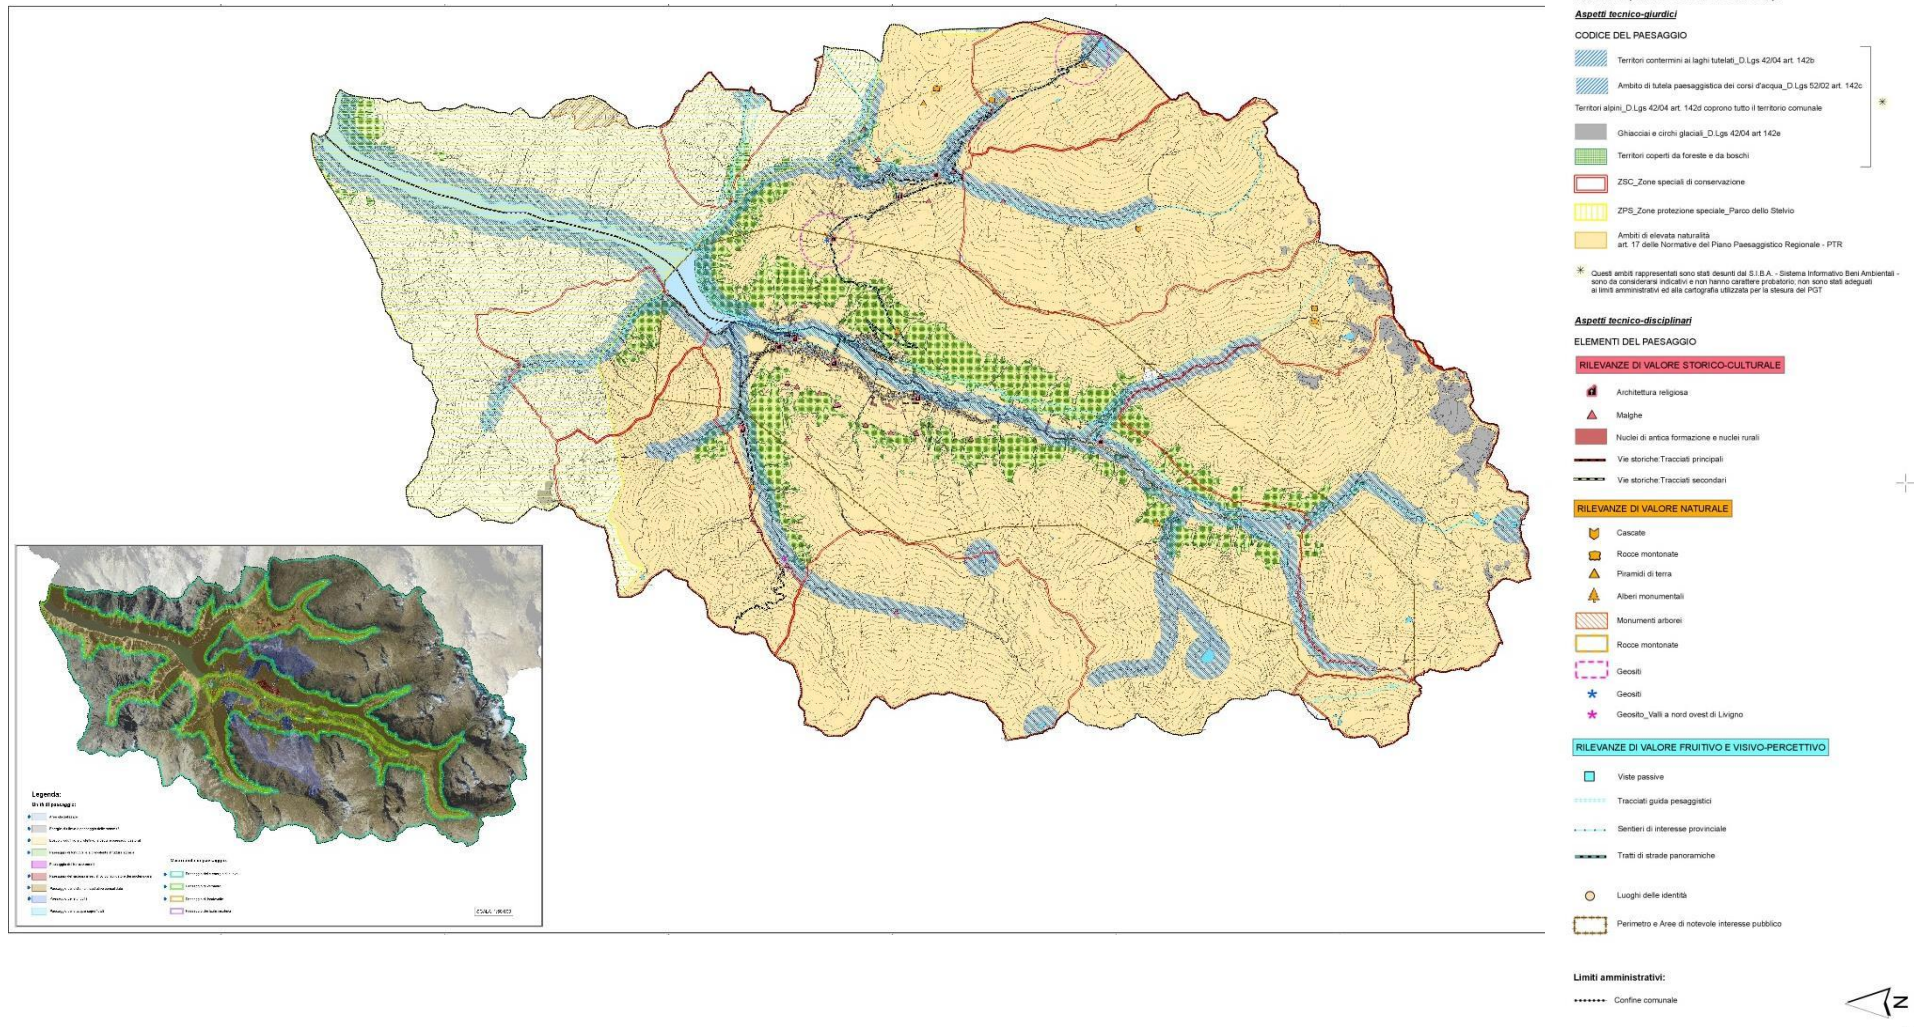 Aspetti tecnico-giurdici
CODICE DEL PAESAGGIO
Territori contermini ai laghi tutelati_D.Lgs 42/04 art. 142b
Ambito di tutela paesaggistica dei corsi d'acqua_D.Lgs 52/02 art. 142c
Territori alpini_D.Lgs 42/04 art. 142d coprono tutto il territorio comunale
Ghiacciai e circhi glaciali_D.Lgs 42/04 art 142e
Territori coperti da foreste e da boschi
ZSC_Zone speciali di conservazione
ZPS_Zone protezione speciale_Parco dello Stelvio
Ambiti di elevata naturalità
art. 17 delle Normative del Piano Paesaggistico Regionale - PTR
Questi ambiti rappresentati sono stati desunti dal S.I.B.A. - Sistema Informativo Beni Ambientali -
sono da considerarsi indicativi e non hanno carattere probatorio; non sono stati adeguati
ai limiti amministrativi ed alla cartografia utilizzata per la stesura del PGT
Aspetti tecnico-disciplinari
ELEMENTI DEL PAESAGGIO
RILEVANZE DI VALORE STORICO-CULTURALE
Architettura religiosa
Malghe
Nuclei di antica formazione e nuclei rurali
Vie storiche:Tracciati principali
Vie storiche:Tracciati secondari
RILEVANZE DI VALORE NATURALE
Cascate
Rocce montonate
Piramidi di terra
Alberi monumentali
Monumenti arborei
Rocce montonate
Geositi
Geositi
Geosito_Valli a nord ovest di Livigno
RILEVANZE DI VALORE FRUITIVO E VISIVO-PERCETTIVO
Viste passive
Tracciati guida pesaggistici
Sentieri di interesse provinciale
Tratti di strade panoramiche
Luoghi delle identità
Perimetro e Aree di notevole interesse pubblico
Limiti amministrativi:
Confine comunale
N
Legenda: